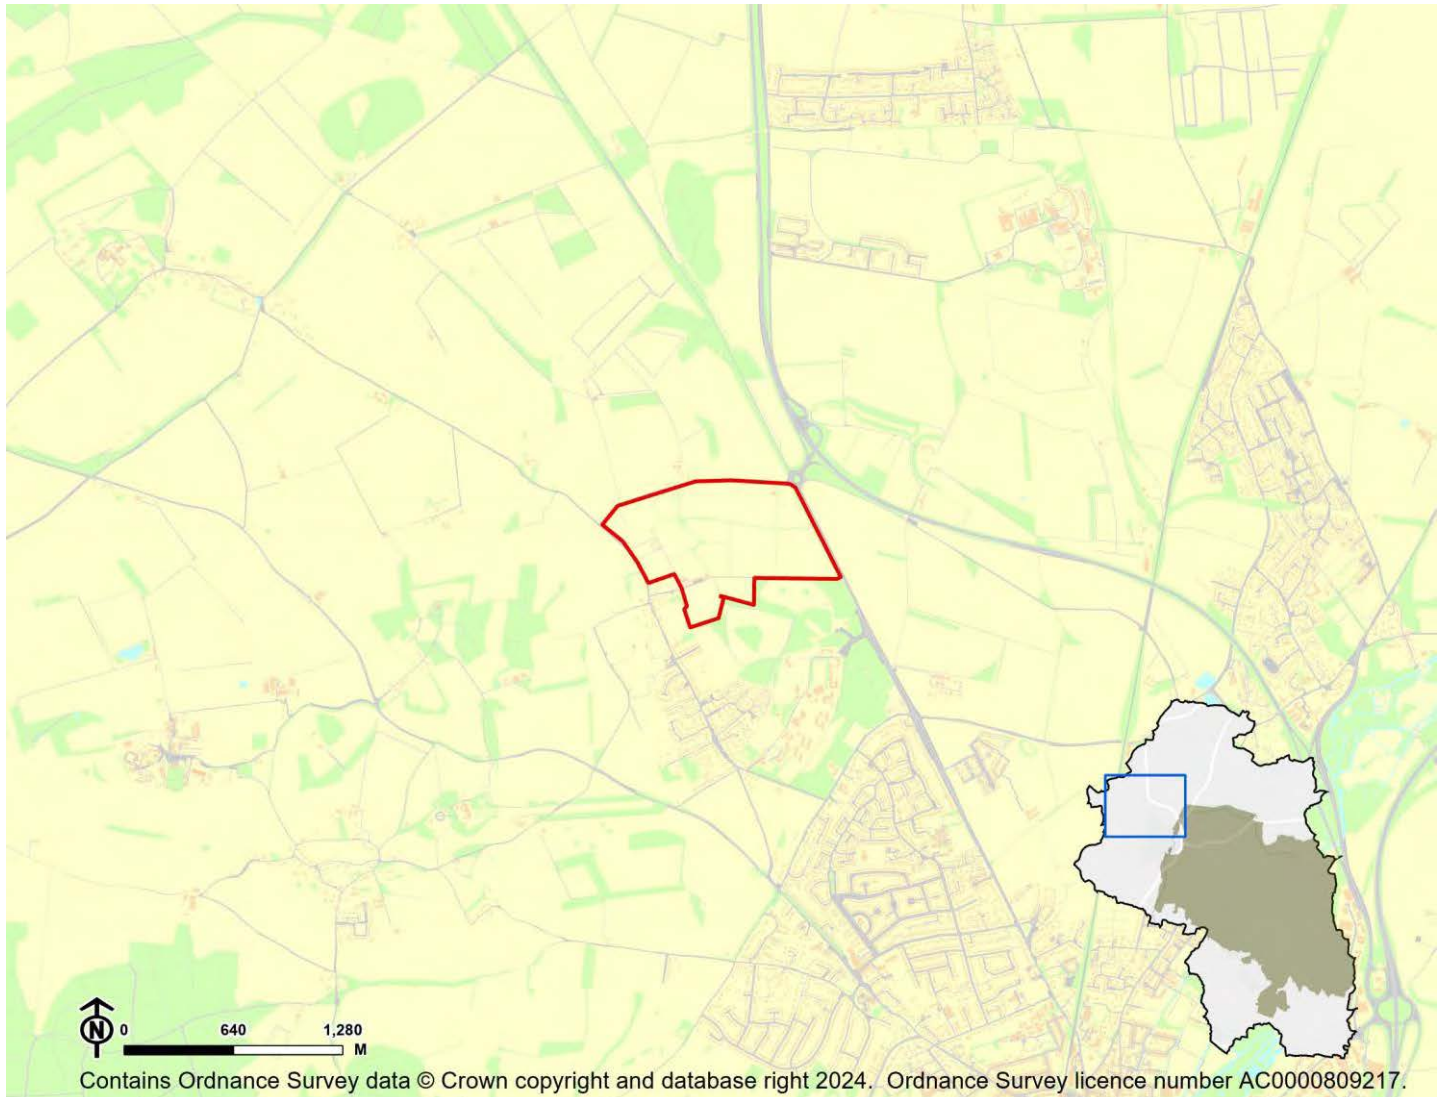 N
0 640 1,280
M
Contains Ordnance Survey data © Crown copyright and database right 2024. Ordnance Survey licence number AC0000809217.